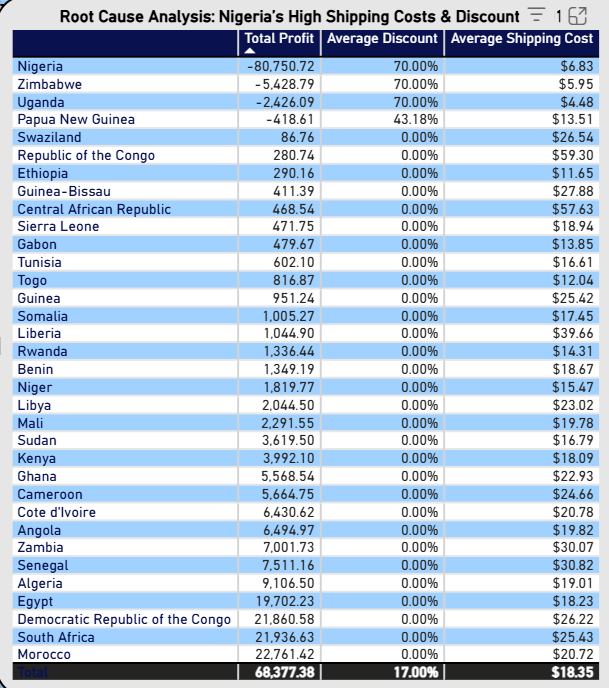 Root Cause Analysis: Nigeria's High Shipping Costs & Discount 1
Total Profit Average Discount Average Shipping Cost
Nigeria -80,750.72 70.00% $6.83
Zimbabwe -5,428.79 70.00% $5.95
Uganda -2,426.09 70.00% $4.48
Papua New Guinea -418.61 43.18% $13.51
Swaziland 86.76 0.00% $26.54
Republic of the Congo 280.74 0.00% $59.30
Ethiopia 290.16 0.00% $11.65
Guinea-Bissau 411.39 0.00% $27.88
Central African Republic 468.54 0.00% $57.63
Sierra Leone 471.75 0.00% $18.94
Gabon 479.67 0.00% $13.85
Tunisia 602.10 0.00% $16.61
Togo 816.87 0.00% $12.04
Guinea 951.24 0.00% $25.42
Somalia 1,005.27 0.00% $17.45
Liberia 1,044.90 0.00% $39.66
Rwanda 1,336.44 0.00% $14.31
Benin 1,349.19 0.00% $18.67
Niger 1,819.77 0.00% $15.47
Libya 2,044.50 0.00% $23.02
Mali 2,291.55 0.00% $19.78
Sudan 3,619.50 0.00% $16.79
Kenya 3,992.10 0.00% $18.09
Ghana 5,568.54 0.00% $22.93
Cameroon 5,664.75 0.00% $24.66
Cote d'Ivoire 6,430.62 0.00% $20.78
Angola 6,494.97 0.00% $19.82
Zambia 7,001.73 0.00% $30.07
Senegal 7,511.16 0.00% $30.82
Algeria 9,106.50 0.00% $19.01
Egypt 19,702.23 0.00% $18.23
Democratic Republic of the Congo 21,860.58 0.00% $26.22
South Africa 21,936.63 0.00% $25.43
Morocco 22,761.42 0.00% $20.72
Total 68,377.38 17.00% $18.35